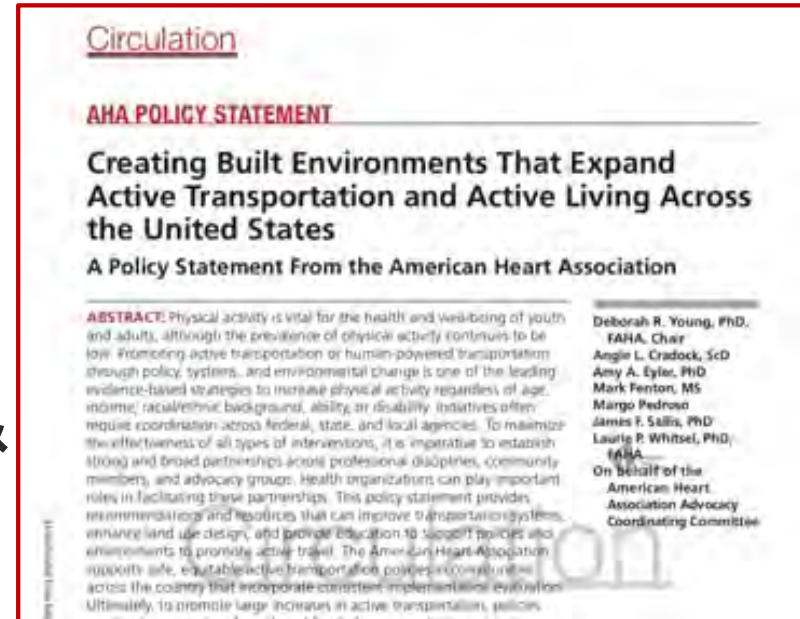 Circulation
AHA POLICY STATEMENT
Creating Built Environments That Expand
Active Transportation and Active Living Across
the United States
A Policy Statement From the American Heart Association
ABSTRACT: Physical activity is vital for the health and well-being of youth
and adults, although the prevalence of physical activity continues to be
low. Promoting active transportation or human-powered transportation
through policy, systems, and environmental change is one of the leading
evidence-based strategies to increase physical activity regardless of age,
income, racial/ethnic background, ability, or disability. Initiatives often
require coordination across federal, state, and local agencies. To maximize
the effectiveness of all types of interventions, it is imperative to establish
strong and broad partnerships across professional disciplines, community
members, and advocacy groups. Health organizations can play important
roles in facilitating these partnerships. This policy statement provides
recommendations and resources that can improve transportation systems,
enhance land use design, and provide education to support policies and
environments to promote active travel. The American Heart Association
supports safe, equitable active transportation policies in communities
across the country that incorporate consistent implementation evaluation
Ultimately, to promote large increases in active transportation, policies
Deborah R. Young, PhD,
FAHA, Chair
Angie L. Cradock, ScD
Amy A. Eyler, PhD
Mark Fenton, MS
Margo Pedroso
James F. Sallis, PhD
Laurie P. Whitsel, PhD,
FAHA
On behalf of the
American Heart
Association Advocacy
Coordinating Committee
&